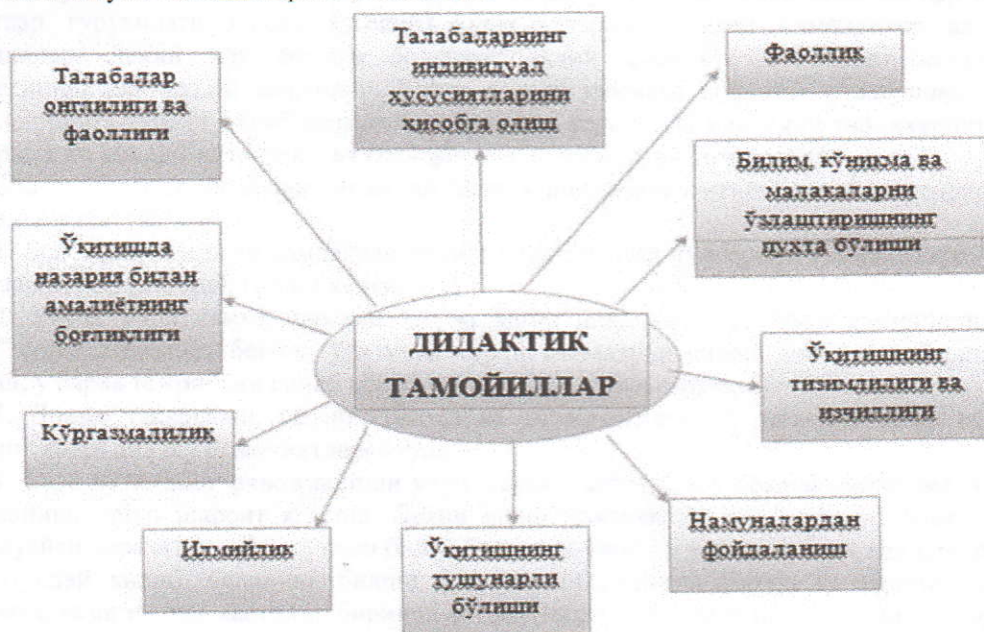 Талабалар
онглилиги ва
фаоллиги
Талабаларнинг
индивидуал
хусусиятларини
ҳисобга олиш
Фаоллик
Билим, кўникма ва
малакаларни
ўзлаштиришнинг
пухта бўлиши
Ўқитишда
назария билан
амалиётнинг
боғлиқлиги
ДИДАКТИК
ТАМОЙИЛЛАР
Ўқитишнинг
тизимлилиги ва
изчиллиги
Кўргазмалилик
Илмийлик
Ўқитишнинг
тушунарли
бўлиши
Намуналардан
фойдаланиш